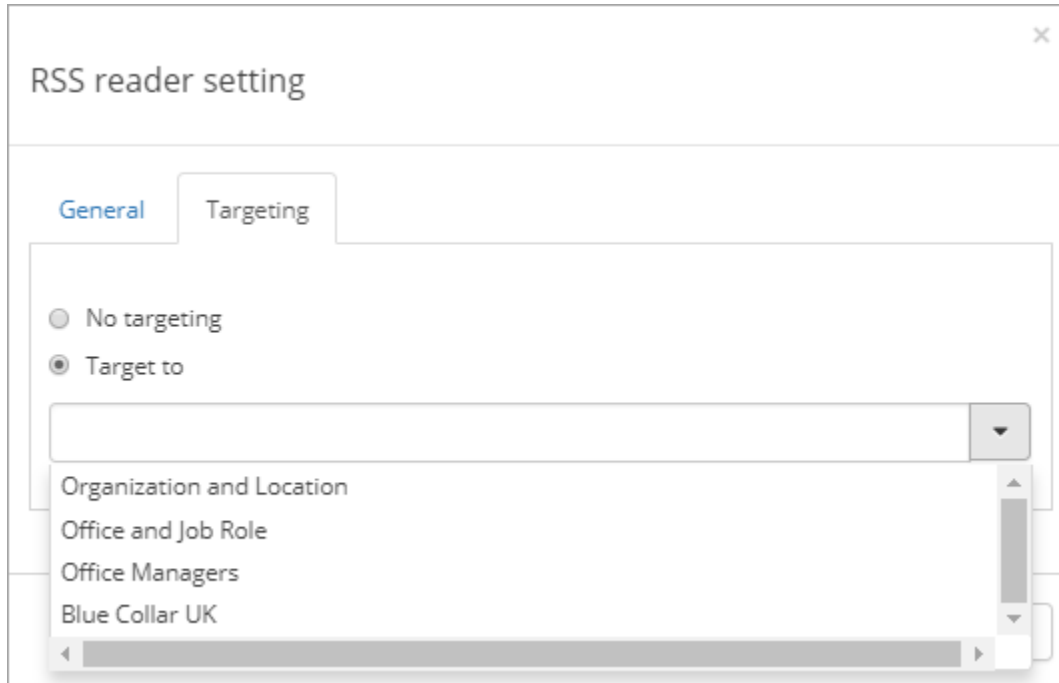 RSS reader setting
General
Targeting
No targeting
Target to
Organization and Location
Office and Job Role
Office Managers
Blue Collar UK